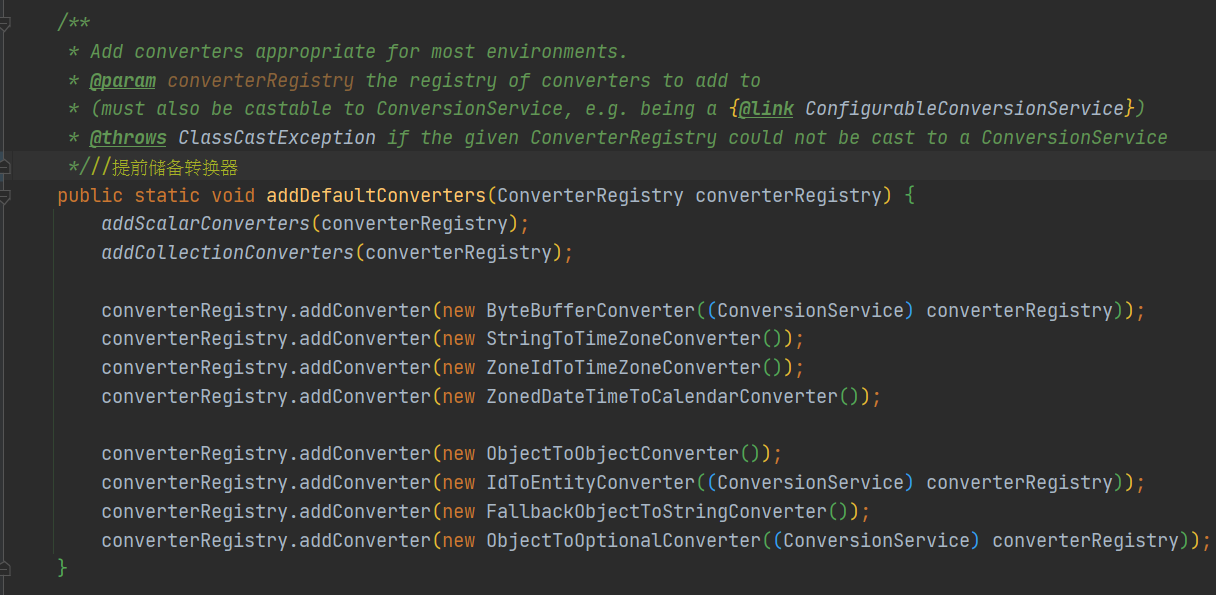 /**
 * Add converters appropriate for most environments.
 * @param converterRegistry the registry of converters to add to
 * (must also be castable to ConversionService, e.g. being a {@link ConfigurableConversionService})
 * @throws ClassCastException if the given ConverterRegistry could not be cast to a ConversionService
 *///提前储备转换器
public static void addDefaultConverters(ConverterRegistry converterRegistry) {
    addScalarConverters(converterRegistry);
    addCollectionConverters(converterRegistry);

    converterRegistry.addConverter(new ByteBufferConverter((ConversionService) converterRegistry));
    converterRegistry.addConverter(new StringToTimeZoneConverter());
    converterRegistry.addConverter(new ZoneIdToTimeZoneConverter());
    converterRegistry.addConverter(new ZonedDateTimeToCalendarConverter());

    converterRegistry.addConverter(new ObjectToObjectConverter());
    converterRegistry.addConverter(new IdToEntityConverter((ConversionService) converterRegistry));
    converterRegistry.addConverter(new FallbackObjectToStringConverter());
    converterRegistry.addConverter(new ObjectToOptionalConverter((ConversionService) converterRegistry));
}